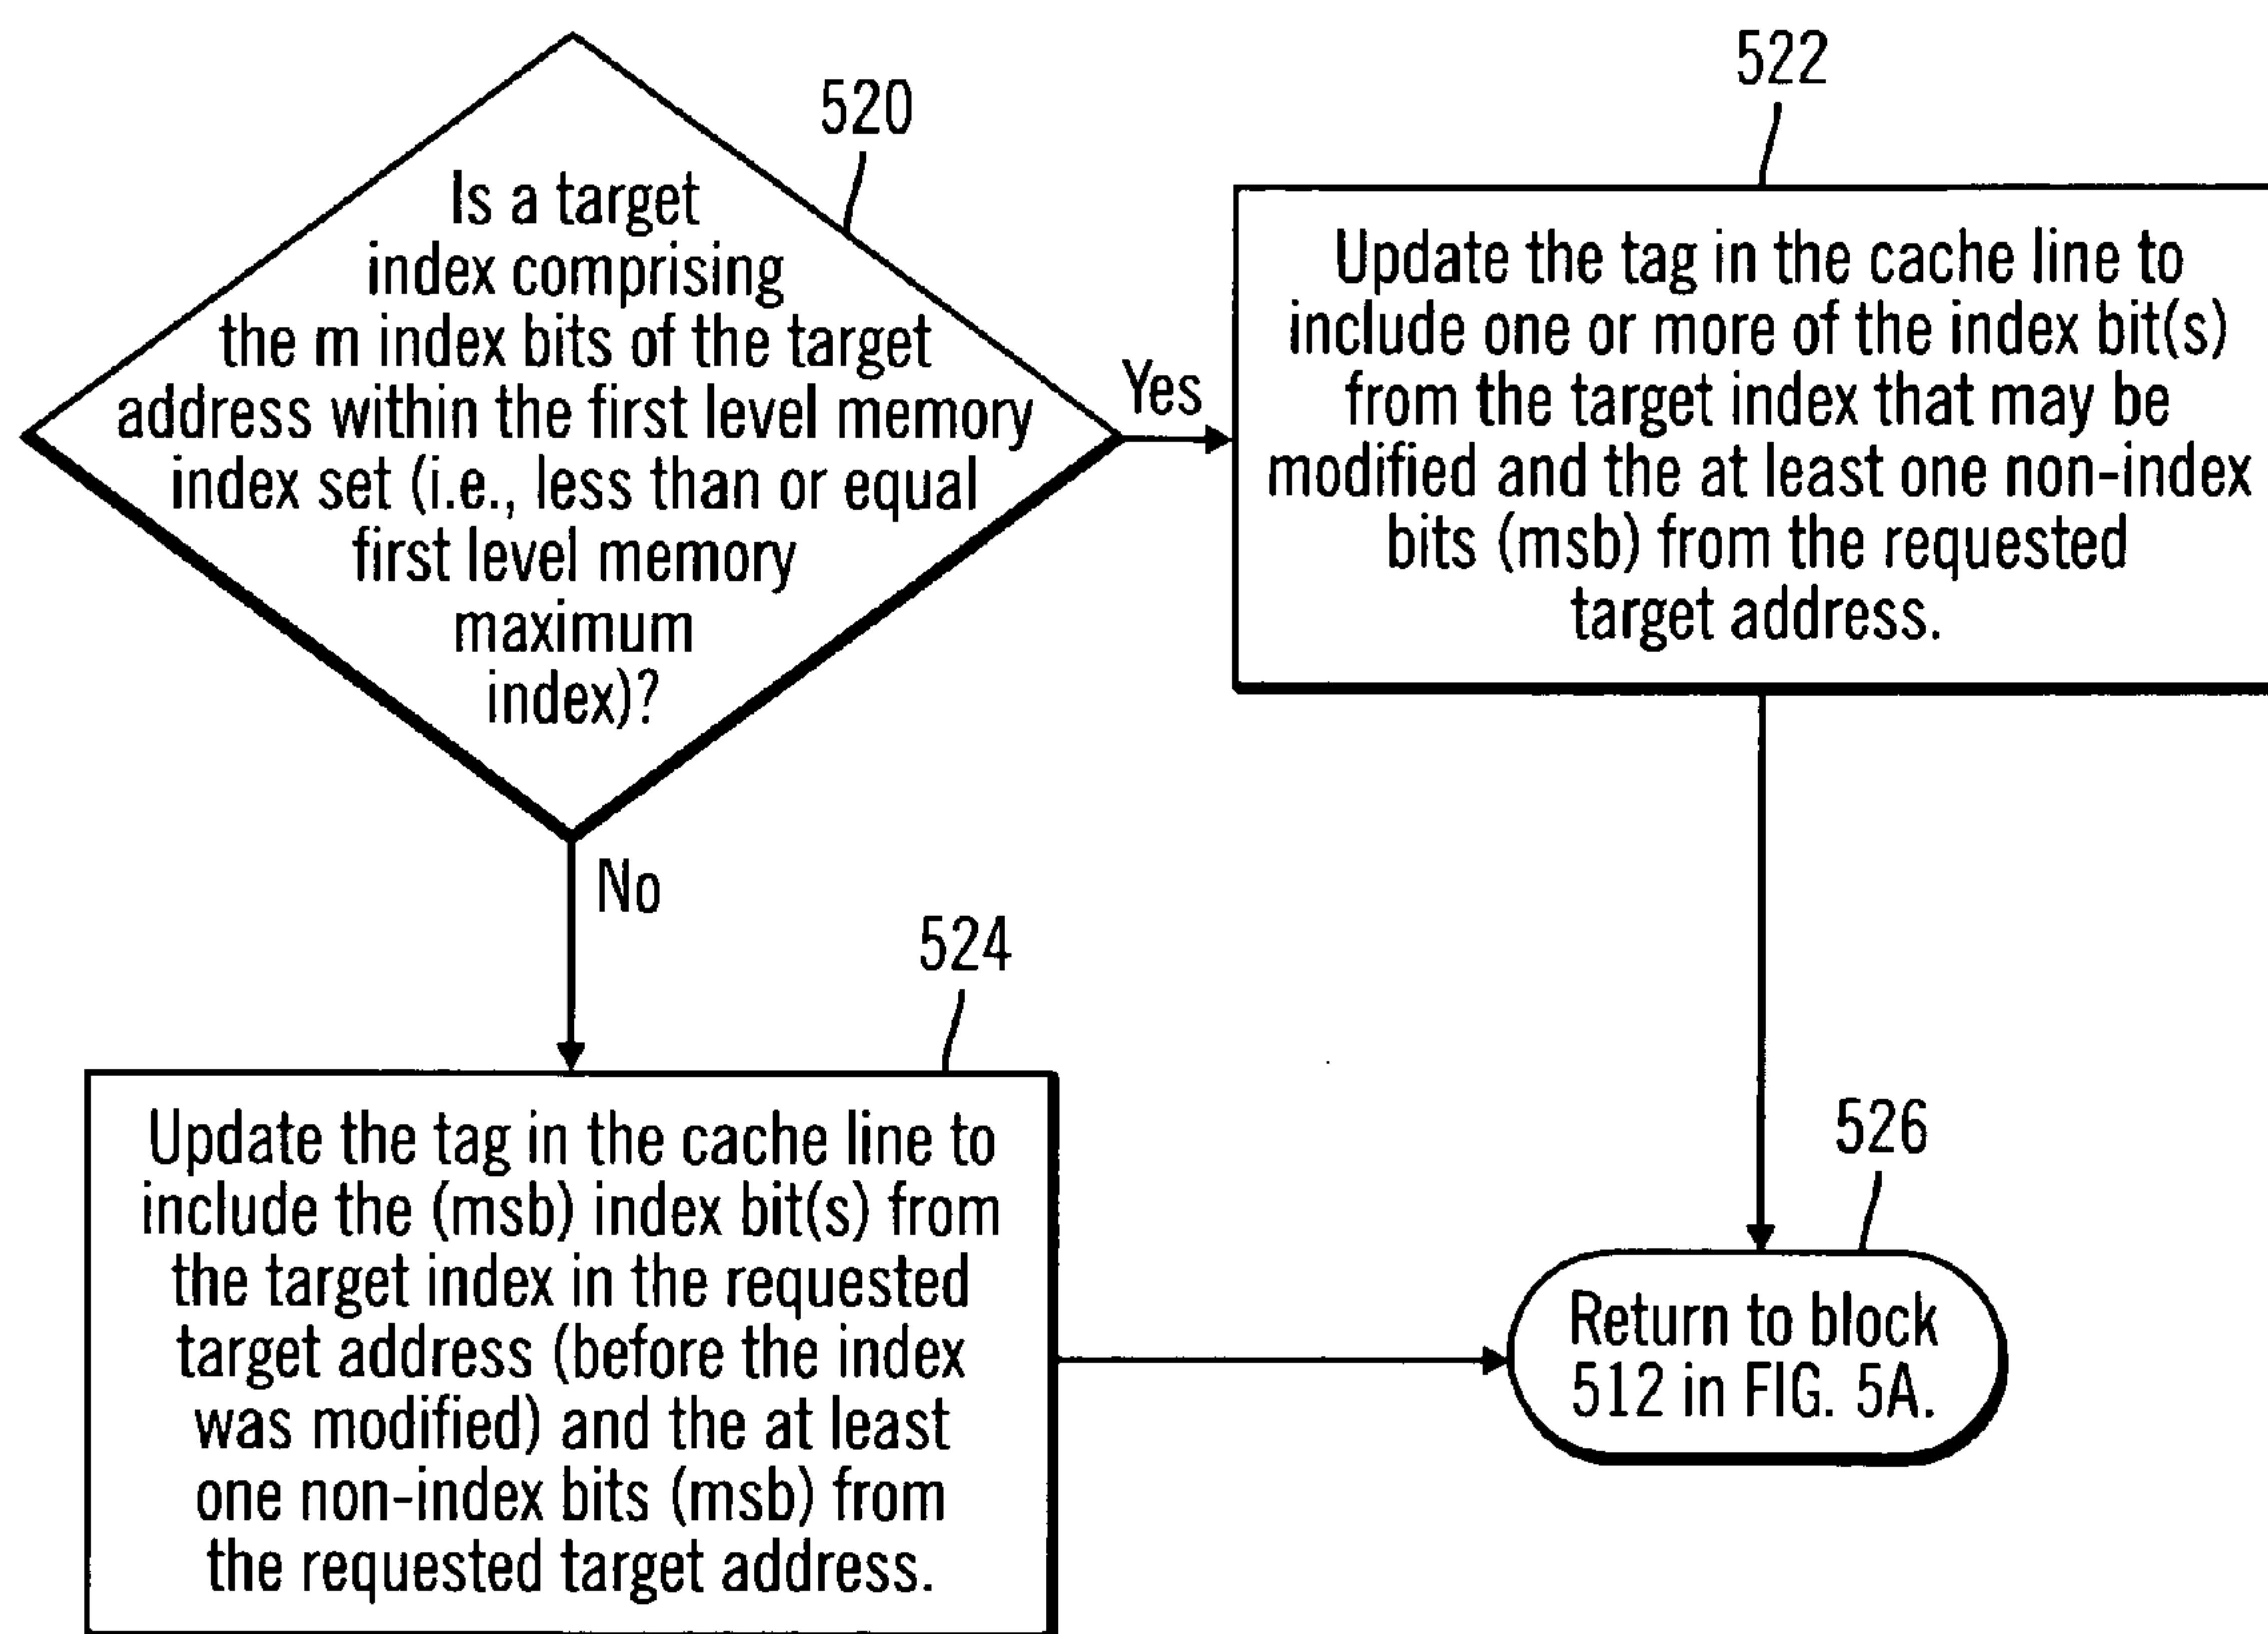 520
Is a target
index comprising
the m index bits of the target
address within the first level memory
index set (i.e., less than or equal
first level memory
maximum
index)?
Yes
522
Update the tag in the cache line to
include one or more of the index bit(s)
from the target index that may be
modified and the at least one non-index
bits (msb) from the requested
target address.
No
524
Update the tag in the cache line to
include the (msb) index bit(s) from
the target index in the requested
target address (before the index
was modified) and the at least
one non-index bits (msb) from
the requested target address.
526
Return to block
512 in FIG. 5A.